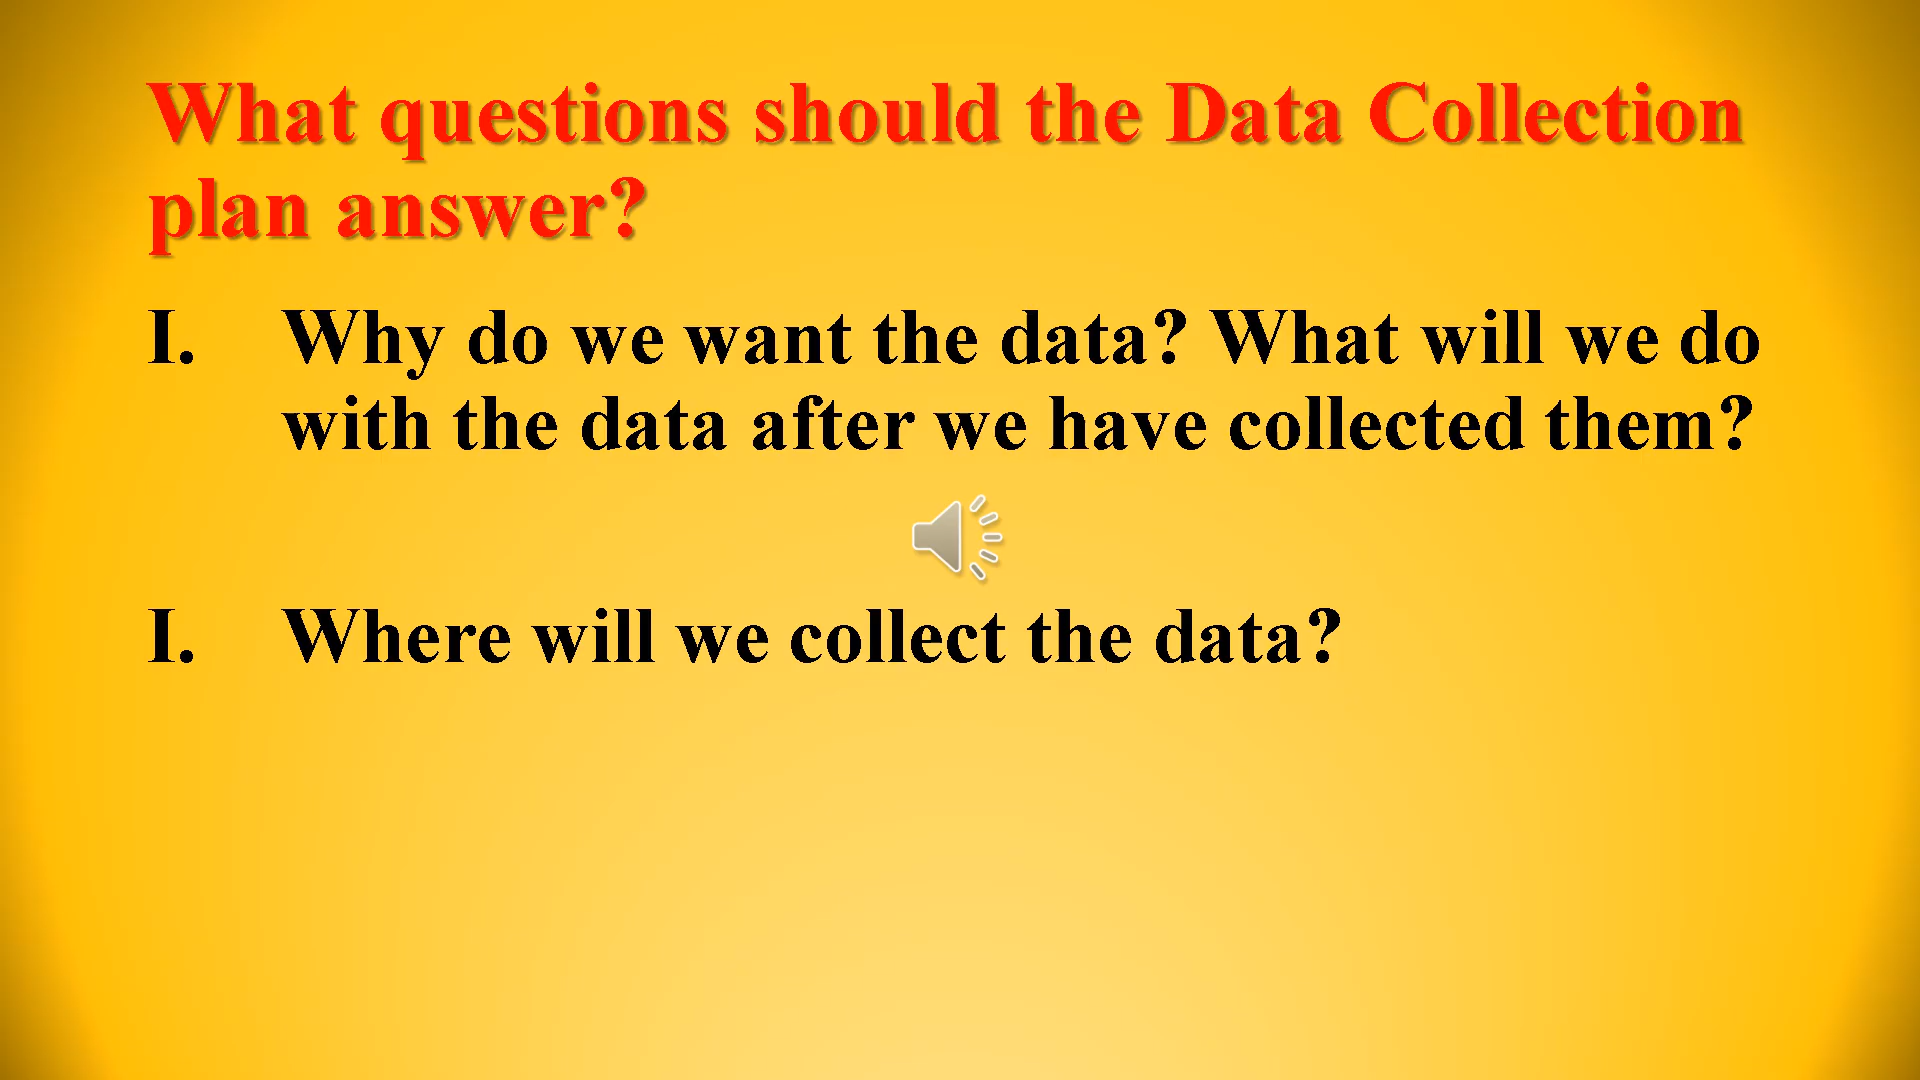 What questions should the Data Collection
plan answer?
I. Why do we want the data? What will we do
with the data after we have collected them?
I. Where will we collect the data?